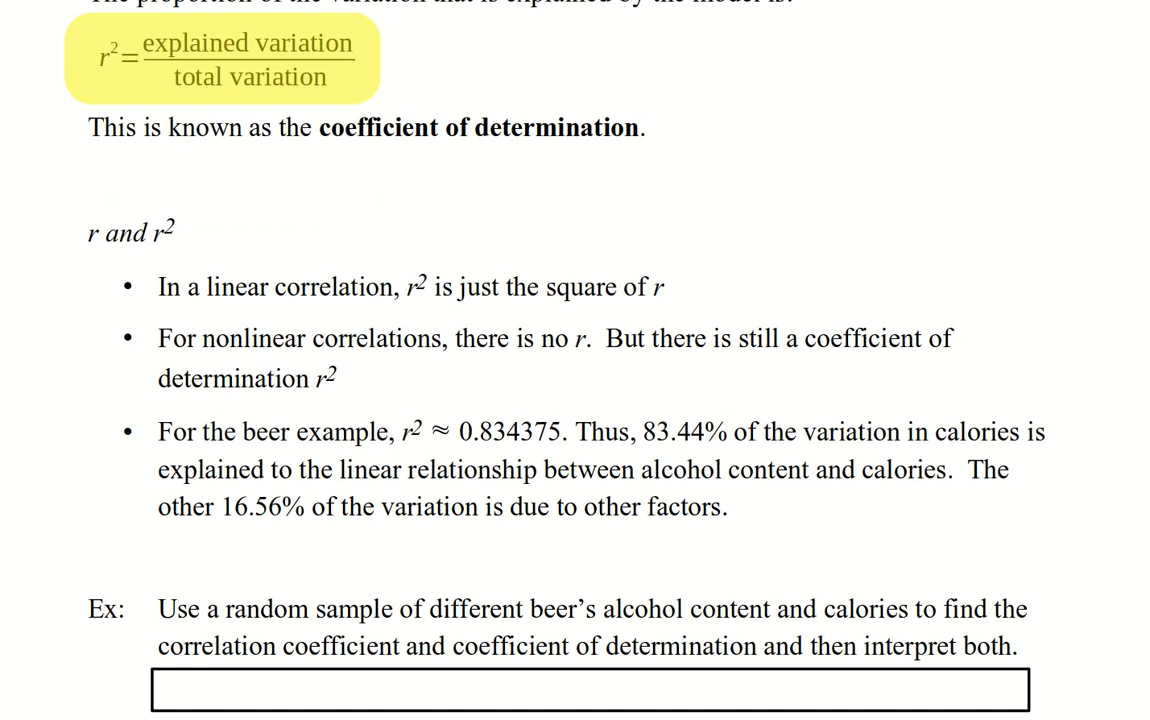 r² = explained variation / total variation
This is known as the coefficient of determination.
r and r²
• In a linear correlation, r² is just the square of r
• For nonlinear correlations, there is no r. But there is still a coefficient of
determination r²
• For the beer example, r² ≈ 0.834375. Thus, 83.44% of the variation in calories is
explained to the linear relationship between alcohol content and calories. The
other 16.56% of the variation is due to other factors.
Ex: Use a random sample of different beer’s alcohol content and calories to find the
correlation coefficient and coefficient of determination and then interpret both.